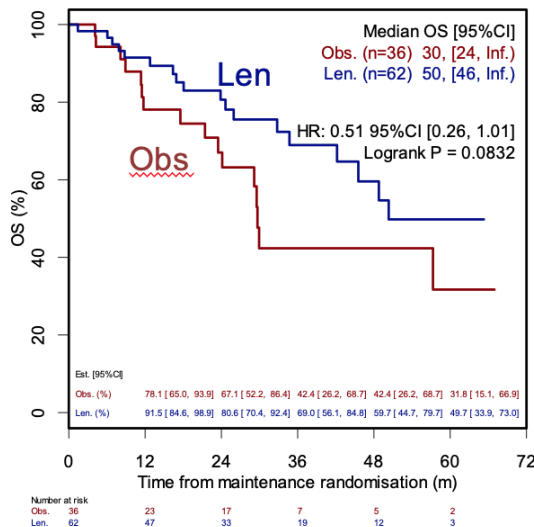 Median OS [95%CI]
Obs. (n=36) 30, [24, Inf.)
Len. (n=62) 50, [46, Inf.)
Len
HR: 0.51 95%CI [0.26, 1.01]
Logrank P = 0.0832
Obs
OS (%)
100
80
60
40
20
0
Est. [95%CI]
Obs. (%) 78.1 [ 65.0, 93.9] 67.1 [ 52.2, 86.4] 42.4 [ 26.2, 68.7] 42.4 [ 26.2, 68.7] 31.8 [ 15.1, 66.9]
Len. (%) 91.5 [ 84.6, 98.9] 80.6 [ 70.4, 92.4] 69.0 [ 56.1, 84.8] 59.7 [ 44.7, 79.7] 49.7 [ 33.9, 73.0]
0 12 24 36 48 60 72
Time from maintenance randomisation (m)
Number at risk
Obs. 36 23 17 7 5 2
Len. 62 47 33 19 12 3